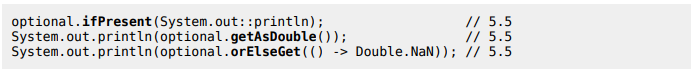 optional.ifPresent(System.out::println);                  // 5.5
System.out.println(optional.getAsDouble());               // 5.5
System.out.println(optional.orElseGet(() -> Double.NaN)); // 5.5